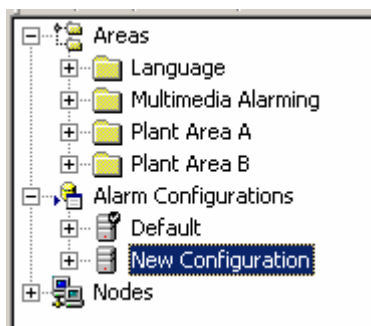 Areas
Language
Multimedia Alarming
Plant Area A
Plant Area B
Alarm Configurations
Default
New Configuration
Nodes